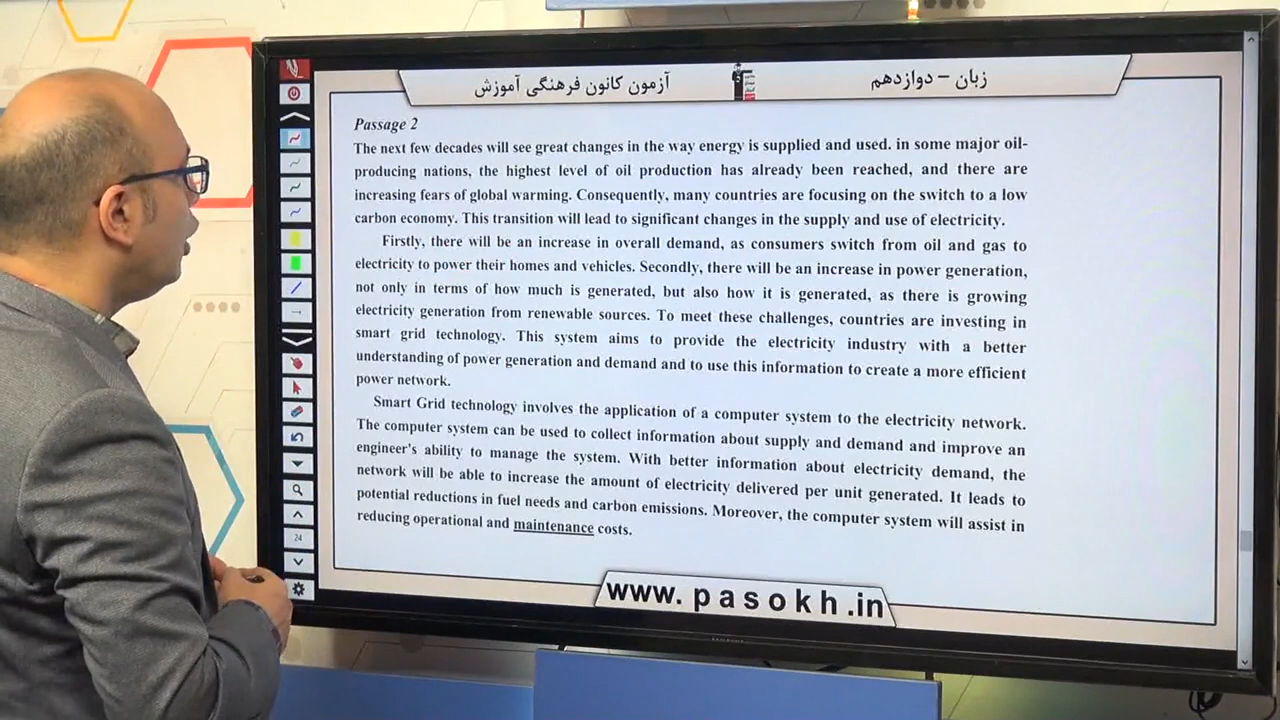 زبان – دوازدهم
آزمون کانون فرهنگی آموزش
Passage 2
The next few decades will see great changes in the way energy is supplied and used. in some major oil-
producing nations, the highest level of oil production has already been reached, and there are
increasing fears of global warming. Consequently, many countries are focusing on the switch to a low
carbon economy. This transition will lead to significant changes in the supply and use of electricity.
Firstly, there will be an increase in overall demand, as consumers switch from oil and gas to
electricity to power their homes and vehicles. Secondly, there will be an increase in power generation,
not only in terms of how much is generated, but also how it is generated, as there is growing
electricity generation from renewable sources. To meet these challenges, countries are investing in
smart grid technology. This system aims to provide the electricity industry with a better
understanding of power generation and demand and to use this information to create a more efficient
power network.
Smart Grid technology involves the application of a computer system to the electricity network.
The computer system can be used to collect information about supply and demand and improve an
engineer's ability to manage the system. With better information about electricity demand, the
network will be able to increase the amount of electricity delivered per unit generated. It leads to
potential reductions in fuel needs and carbon emissions. Moreover, the computer system will assist in
reducing operational and maintenance costs.
24
www.pasokh.in